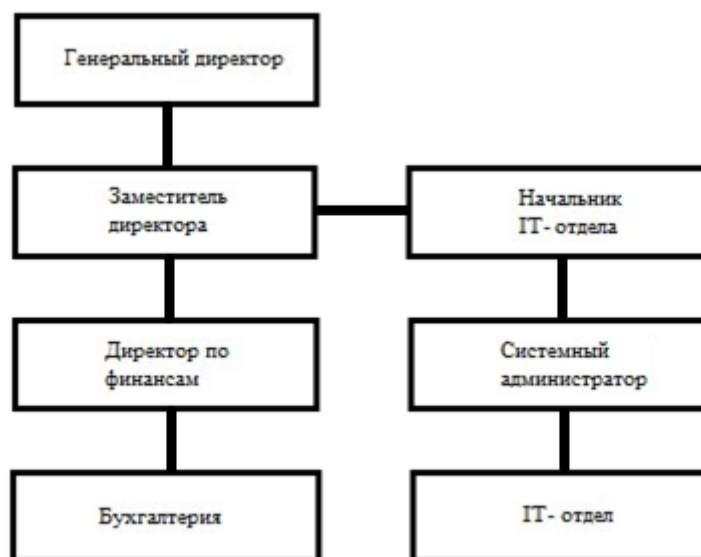 Генеральный директор
Заместитель
директора
Начальник
IT- отдела
Директор по
финансам
Системный
администратор
Бухгалтерия
IT- отдел